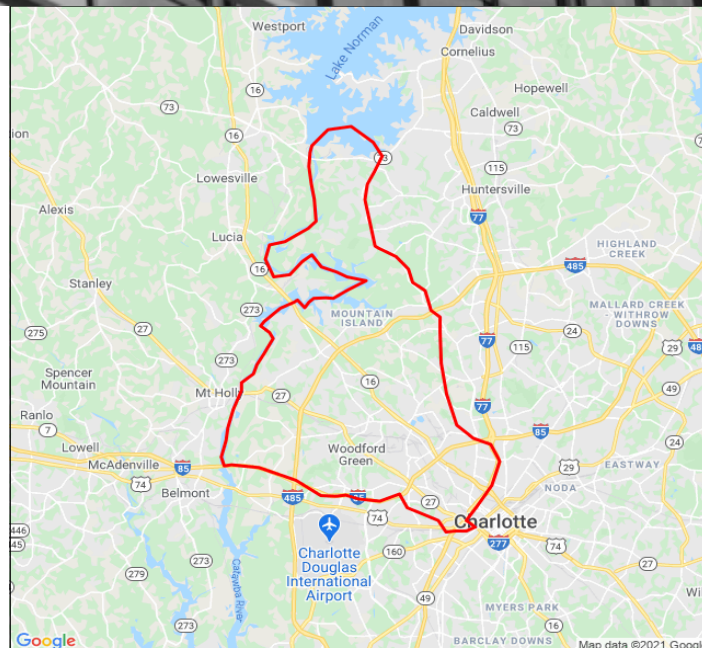 Westport
Davidson
Lake Norman
Cornelius
16
Hopewell
73
Caldwell
73
16
Lowesville
115
Huntersville
Alexis
77
Lucia
HIGHLAND
CREEK
485
16
Stanley
273
MOUNTAIN
ISLAND
MALLARD CREEK
- WITHROW
DOWNS
275
27
24
77
115
29
273
Spencer
Mountain
16
49
Mt Holly
27
77
Ranlo
7
85
24
Lowell
Woodford
Green
McAdenville
85
29
EASTWAY
74
Belmont
485
27
NODA
74
Charlotte
446
45
Charlotte
Douglas
International
Airport
160
277
74
273
27
279
Catawba River
49
MYERS PARK
273
16
BARCLAY DOWNS
Google
Map data ©2021 Google